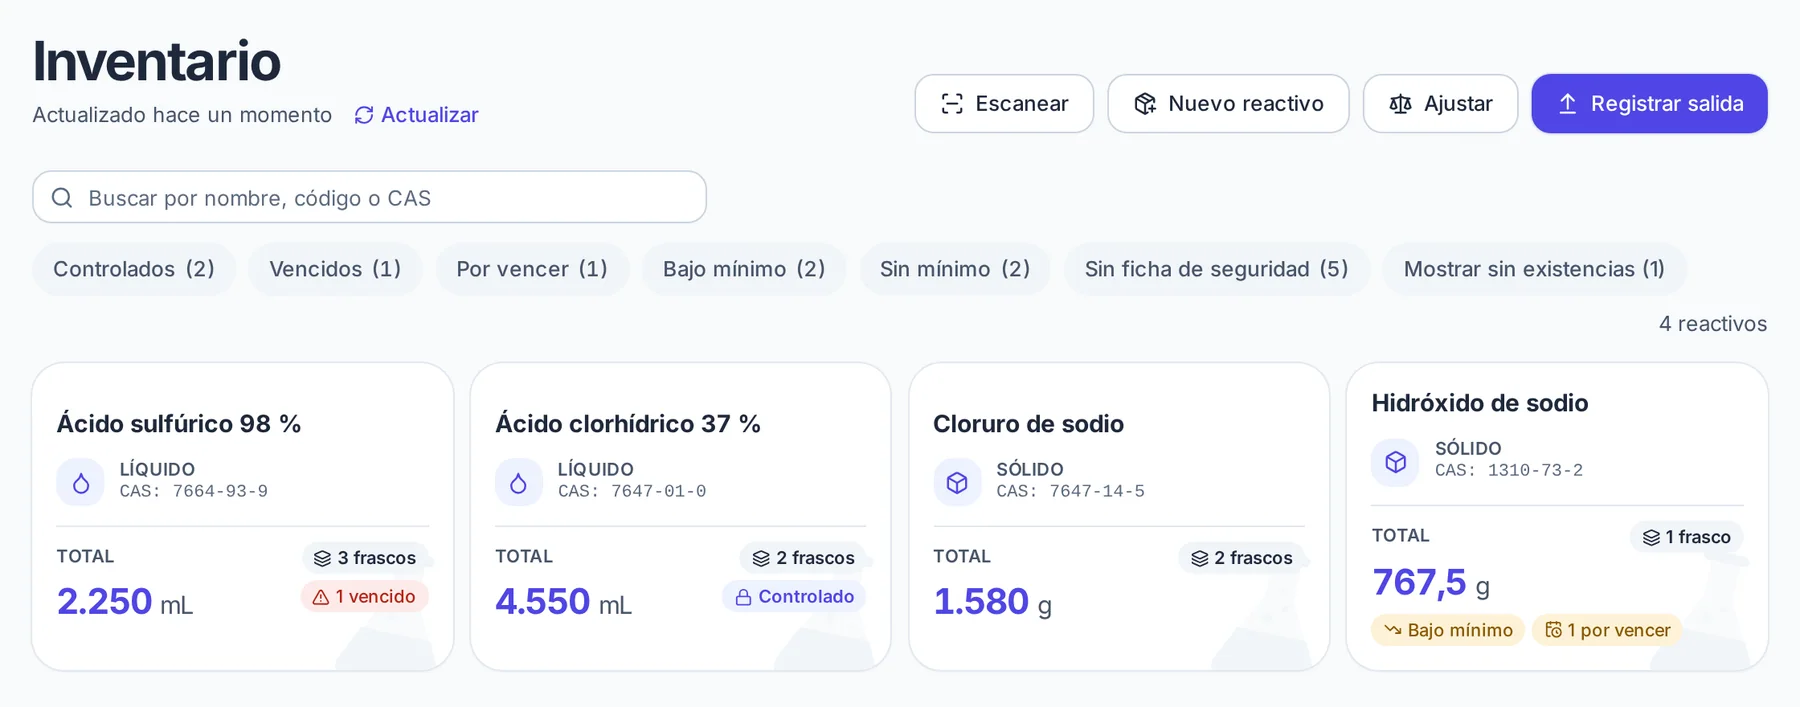 Inventario
Actualizado hace un momento Actualizar
Escanear Nuevo reactivo Ajustar Registrar salida
Buscar por nombre, código o CAS
Controlados (2) Vencidos (1) Por vencer (1) Bajo mínimo (2) Sin mínimo (2) Sin ficha de seguridad (5) Mostrar sin existencias (1)
4 reactivos
Ácido sulfúrico 98 %
LÍQUIDO
CAS: 7664-93-9
TOTAL 3 frascos
2.250 mL 1 vencido
Ácido clorhídrico 37 %
LÍQUIDO
CAS: 7647-01-0
TOTAL 2 frascos
4.550 mL Controlado
Cloruro de sodio
SÓLIDO
CAS: 7647-14-5
TOTAL 2 frascos
1.580 g
Hidróxido de sodio
SÓLIDO
CAS: 1310-73-2
TOTAL 1 frasco
767,5 g
Bajo mínimo 1 por vencer